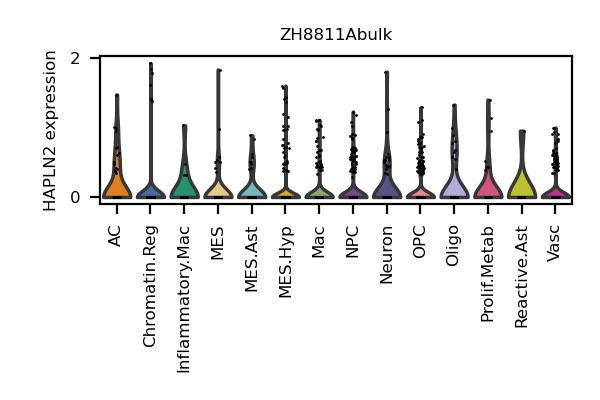 ZH8811Abulk
HAPLN2 expression
2
0
AC
Chromatin.Reg
Inflammatory.Mac
MES
MES.Ast
MES.Hyp
Mac
NPC
Neuron
OPC
Oligo
Prolif.Metab
Reactive.Ast
Vasc